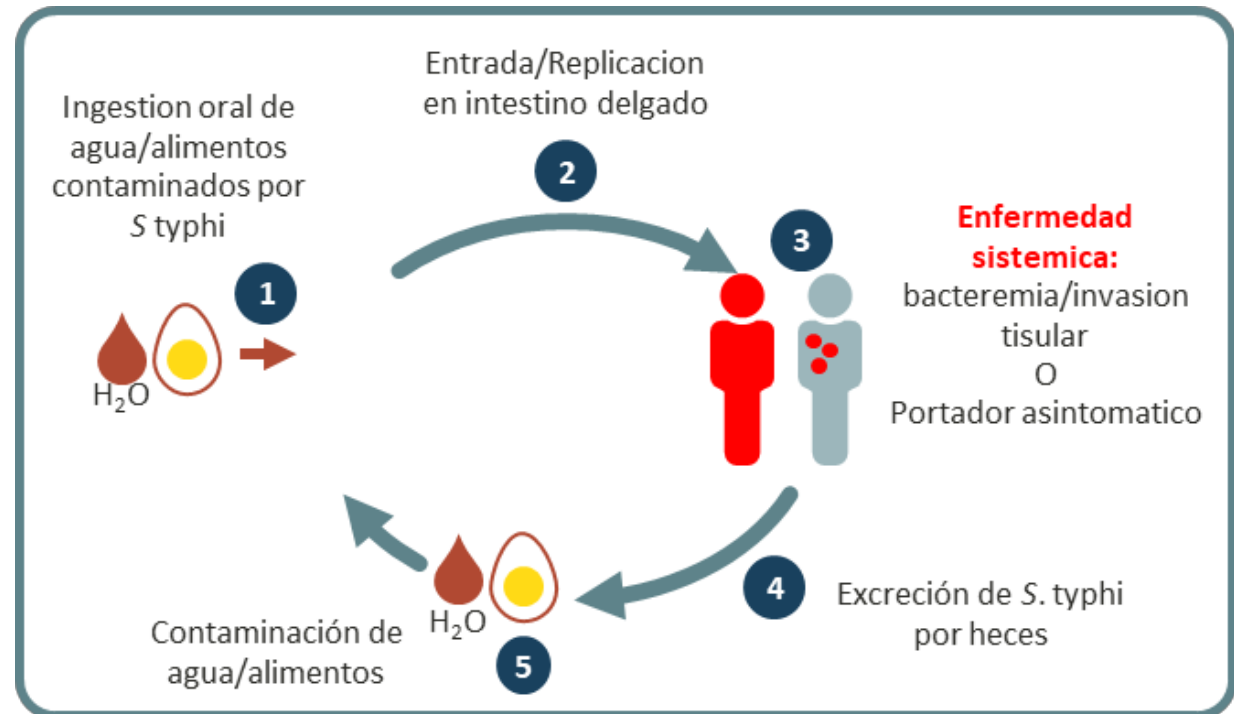 Ingestion oral de
agua/alimentos
contaminados por
S typhi
1
H₂O
Entrada/Replicacion
en intestino delgado
2
3
Enfermedad
sistemica:
bacteremia/invasion
tisular
O
Portador asintomatico
4
Excreción de S. typhi
por heces
H₂O
5
Contaminación de
agua/alimentos